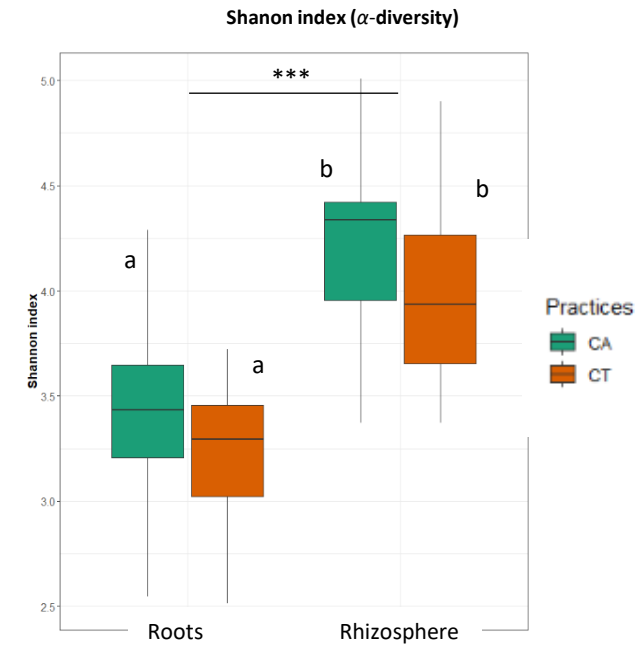 Shanon index (α-diversity)
***
5.0
b
b
4.5
a
4.0
Shannon index
Practices
CA
CT
a
3.5
3.0
2.5
Roots
Rhizosphere